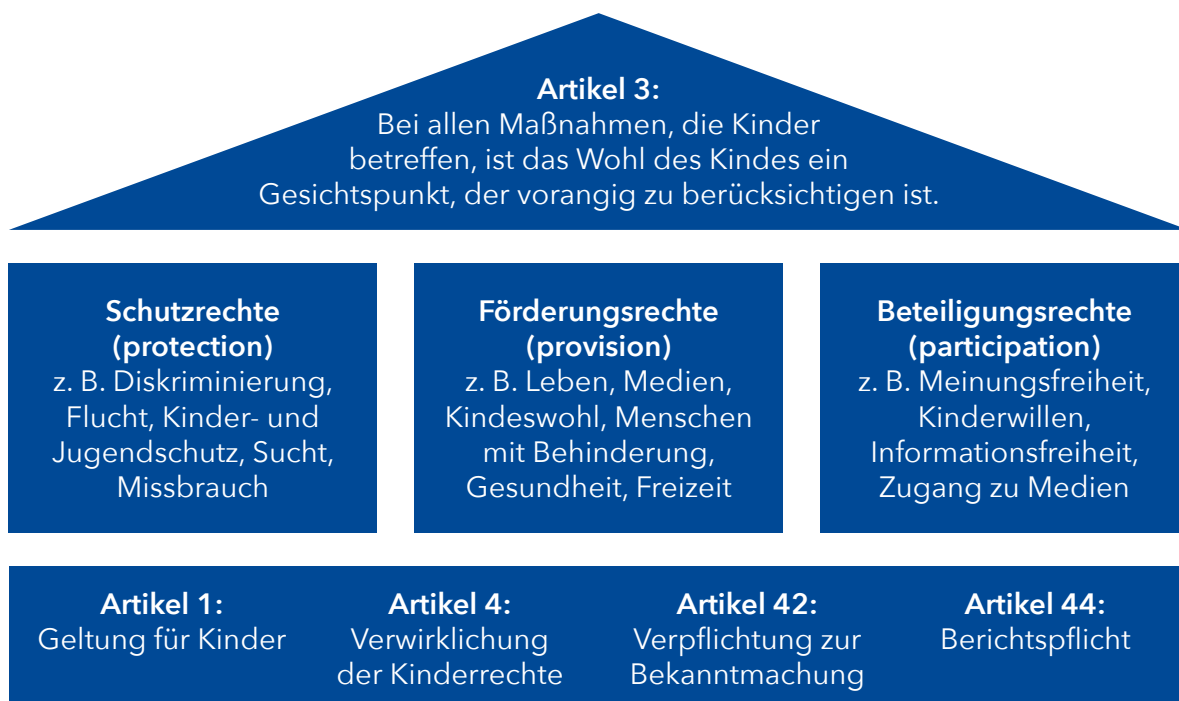 Artikel 3:
Bei allen Maßnahmen, die Kinder
betreffen, ist das Wohl des Kindes ein
Gesichtspunkt, der vorangig zu berücksichtigen ist.
Schutzrechte
(protection)
z. B. Diskriminierung,
Flucht, Kinder- und
Jugendschutz, Sucht,
Missbrauch
Förderungsrechte
(provision)
z. B. Leben, Medien,
Kindeswohl, Menschen
mit Behinderung,
Gesundheit, Freizeit
Beteiligungsrechte
(participation)
z. B. Meinungsfreiheit,
Kinderwillen,
Informationsfreiheit,
Zugang zu Medien
Artikel 1:
Geltung für Kinder
Artikel 4:
Verwirklichung
der Kinderrechte
Artikel 42:
Verpflichtung zur
Bekanntmachung
Artikel 44:
Berichtspflicht